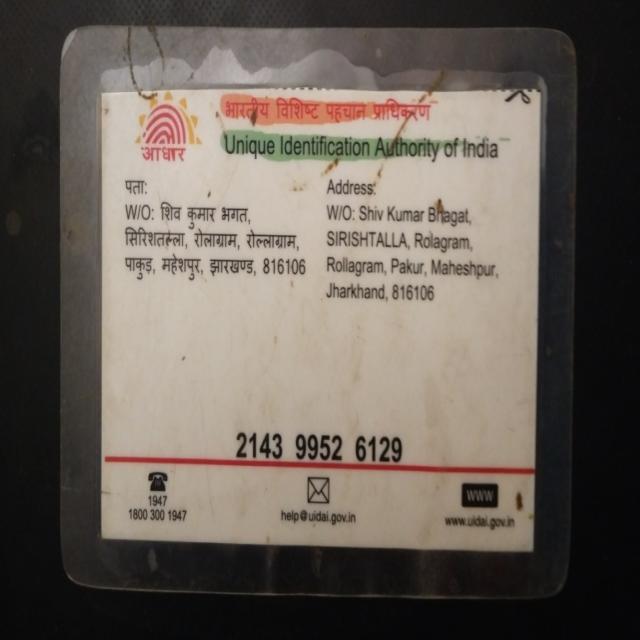 भारतीय विशिष्ट पहचान प्राधिकरण
आधार
Unique Identification Authority of India
पता:
W/O: शिव कुमार भगत,
सिरिशतल्ला, रोलाग्राम, रोल्लाग्राम,
पाकुड़, महेशपुर, झारखण्ड, 816106
Address:
W/O: Shiv Kumar Bhagat,
SIRISHTALLA, Rolagram,
Rollagram, Pakur, Maheshpur,
Jharkhand, 816106
2143 9952 6129
1947
1800 300 1947
help@uidai.gov.in
WWW
www.uidai.gov.in